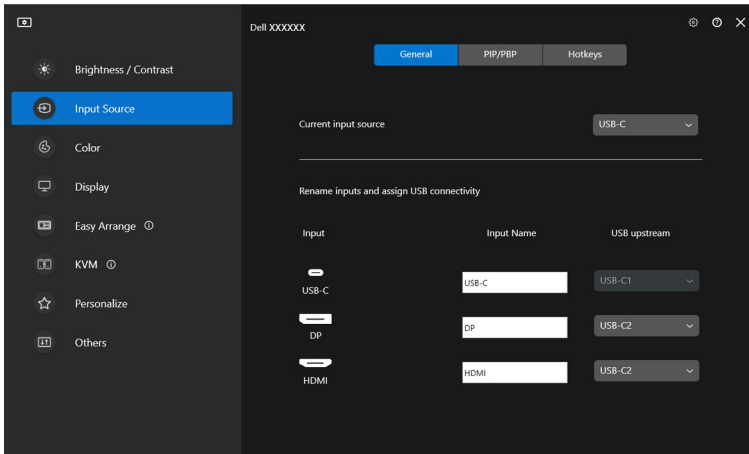 Dell XXXXXX
General PIP/PBP Hotkeys
Brightness / Contrast
Input Source
Color
Display
Easy Arrange
KVM
Personalize
Others
Current input source USB-C
Rename inputs and assign USB connectivity
Input Input Name USB upstream
USB-C USB-C USB-C1
DP DP USB-C2
HDMI HDMI USB-C2